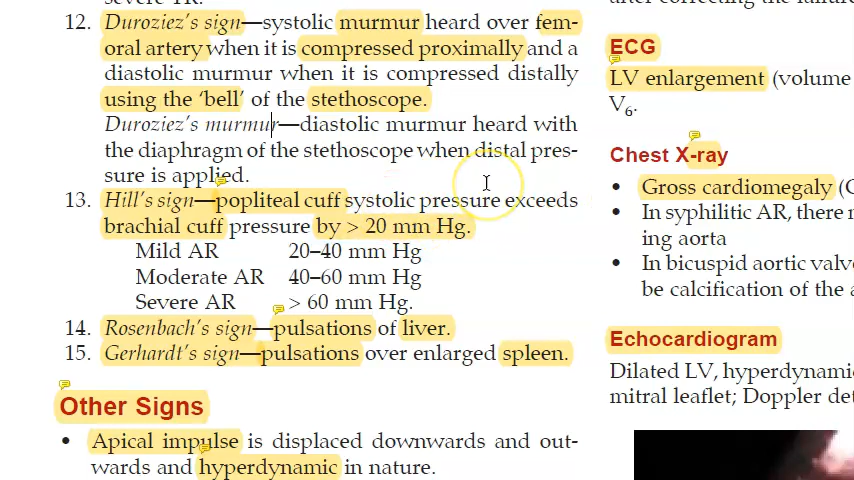 severe AR.
12. Duroziez's sign—systolic murmur heard over fem-
oral artery when it is compressed proximally and a
diastolic murmur when it is compressed distally
using the 'bell' of the stethoscope.
Duroziez's murmur—diastolic murmur heard with
the diaphragm of the stethoscope when distal pres-
sure is applied.
13. Hill's sign—popliteal cuff systolic pressure exceeds
brachial cuff pressure by > 20 mm Hg.
Mild AR 20–40 mm Hg
Moderate AR 40–60 mm Hg
Severe AR > 60 mm Hg.
14. Rosenbach's sign—pulsations of liver.
15. Gerhardt's sign—pulsations over enlarged spleen.
Other Signs
• Apical impulse is displaced downwards and out-
wards and hyperdynamic in nature.
after correcting the
ECG
LV enlargement (volume
V6.
Chest X-ray
• Gross cardiomegaly (
• In syphilitic AR, there
ing aorta
• In bicuspid aortic
be calcification of the
Echocardiogram
Dilated LV,
mitral leaflet; Doppler